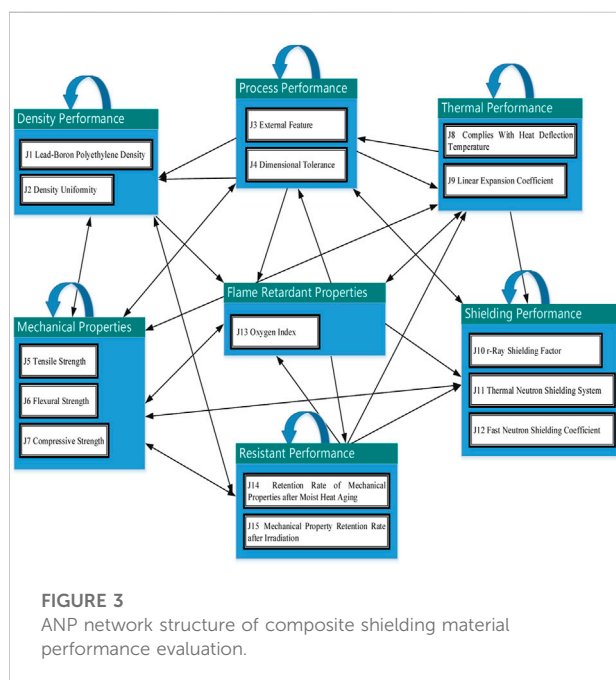 Process Performance
J3 External Feature
J4 Dimensional Tolerance
Density Performance
J1 Lead-Boron Polyethylene Density
J2 Density Uniformity
Thermal Performance
J8 Complies With Heat Deflection
Temperature
J9 Linear Expansion Coefficient
Flame Retardant Properties
J13 Oxygen Index
Mechanical Properties
J5 Tensile Strength
J6 Flexural Strength
J7 Compressive Strength
Shielding Performance
J10 r-Ray Shielding Factor
J11 Thermal Neutron Shielding System
J12 Fast Neutron Shielding Coefficient
Resistant Performance
J14 Retention Rate of Mechanical
Properties after Moist Heat Aging
J15 Mechanical Property Retention Rate
after Irradiation
FIGURE 3
ANP network structure of composite shielding material
performance evaluation.